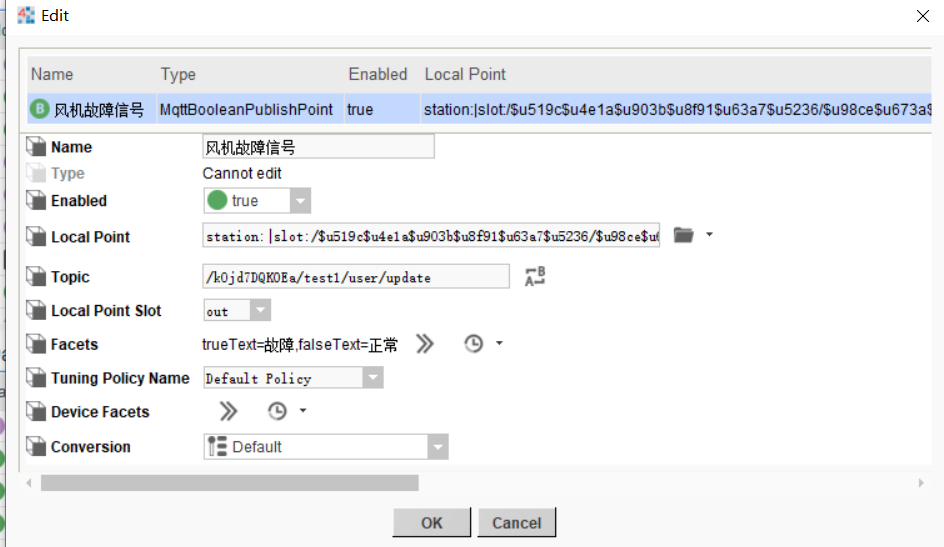 Edit
Name Type Enabled Local Point
B 风机故障信号 MqttBooleanPublishPoint true station:|slot:/$u519c$u4e1a$u903b$u8f91$u63a7$u5236/$u98ce$u673a$
Name 风机故障信号
Type Cannot edit
Enabled true
Local Point station:|slot:/$u519c$u4e1a$u903b$u8f91$u63a7$u5236/$u98ce$u6
Topic /k0jd7DQKOEa/test1/user/update
Local Point Slot out
Facets trueText=故障,falseText=正常
Tuning Policy Name Default Policy
Device Facets
Conversion Default
OK Cancel